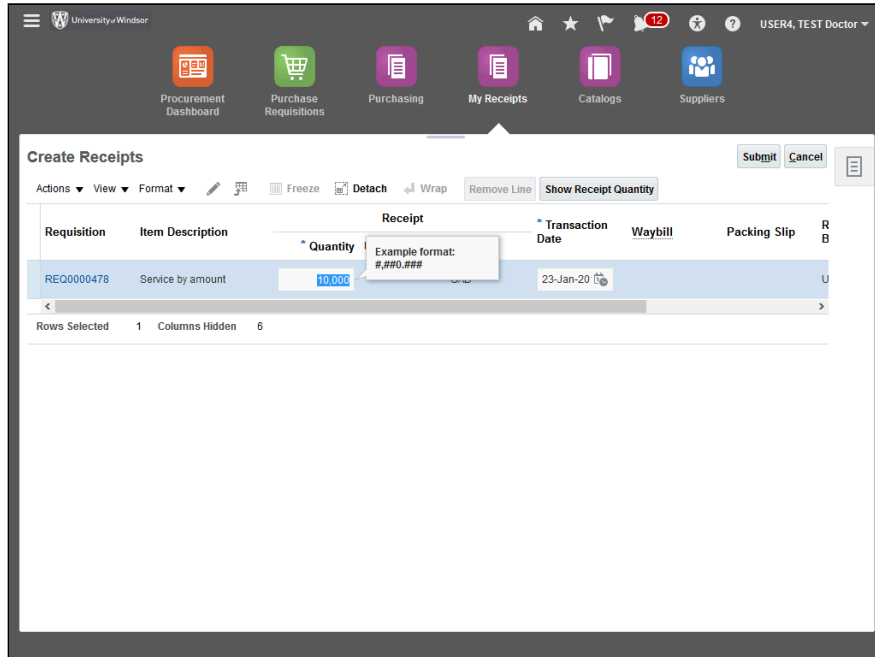 University of Windsor
12
?
USER4, TEST Doctor
Procurement Dashboard
Purchase Requisitions
Purchasing
My Receipts
Catalogs
Suppliers
Create Receipts
Submit Cancel
Actions View Format Freeze Detach Wrap Remove Line Show Receipt Quantity
Requisition
Item Description
Receipt
* Quantity
* Transaction Date
Waybill
Packing Slip
R
B
Example format:
#,##0.###
REQ0000478 Service by amount 10,000 CAD 23-Jan-20 U
Rows Selected 1 Columns Hidden 6